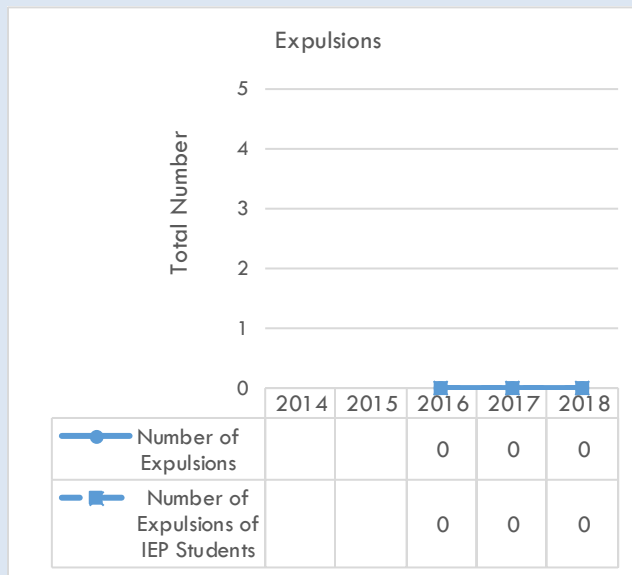 Expulsions
5
4
3
2
1
0
Total Number
2014 2015 2016 2017 2018
Number of
Expulsions
0 0 0
Number of
Expulsions of
IEP Students
0 0 0